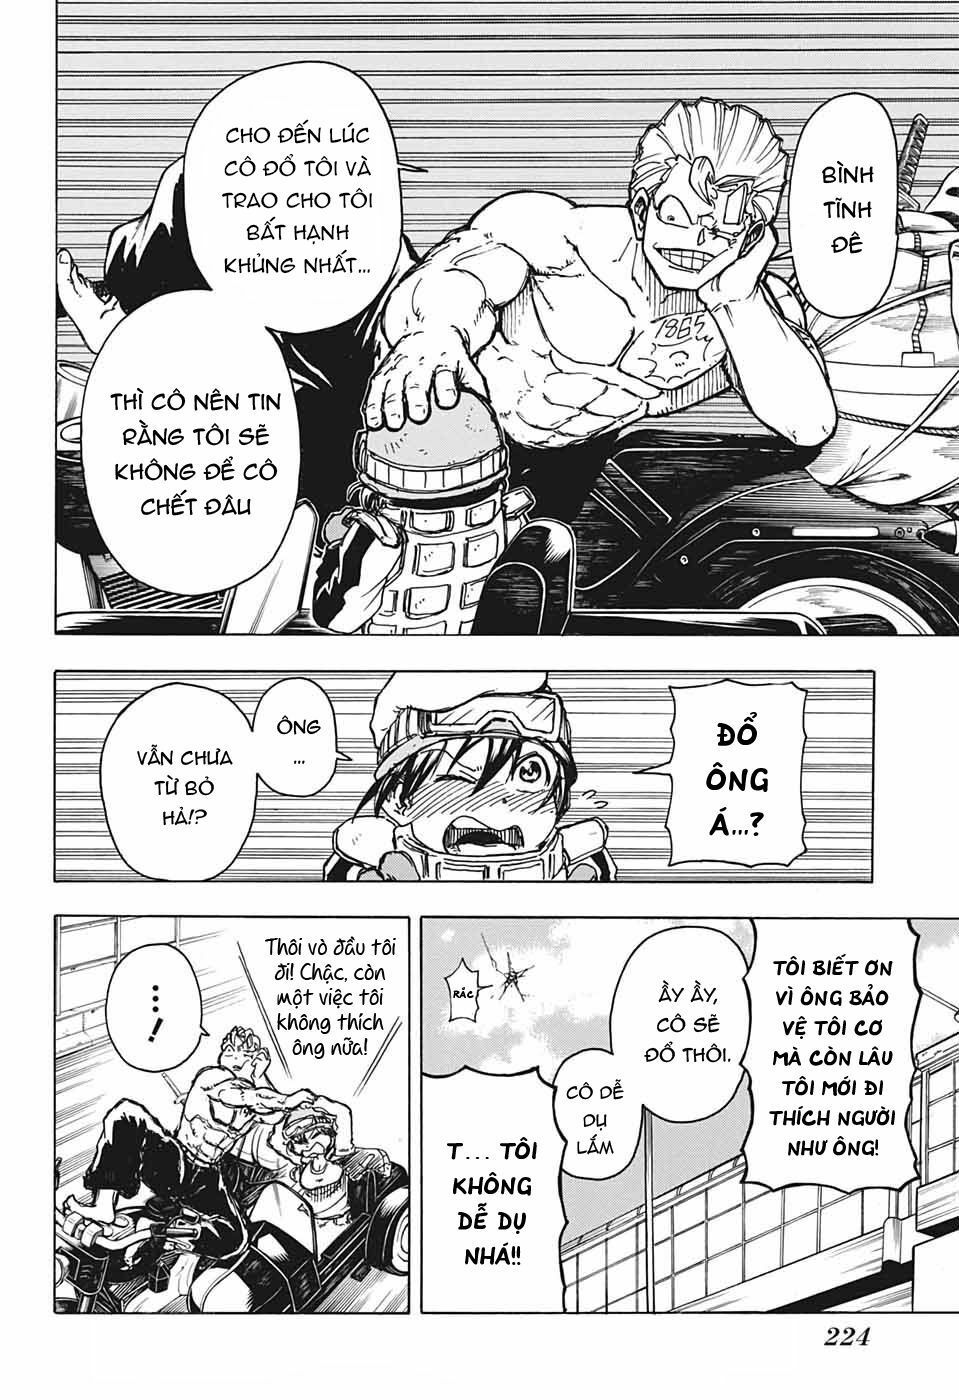 BÌNH
TĨNH
ĐÊ
CHO ĐẾN LÚC
CÔ ĐỔ TÔI VÀ
TRAO CHO TÔI
BẤT HẠNH
KHỦNG NHẤT...
1865
THÌ CÔ NÊN TIN
RẰNG TÔI SẼ
KHÔNG ĐỂ CÔ
CHẾT ĐÂU
ĐỔ
ÔNG
Á...?
ÔNG
...
VẪN CHƯA
TỪ BỎ
HẢ!?
TÔI BIẾT ƠN
VÌ ÔNG BẢO
VỆ TÔI CƠ
MÀ CÒN LÂU
TÔI MỚI ĐI
THÍCH NGƯỜI
NHƯ ÔNG!
ẦY ẦY,
CÔ SẼ
ĐỔ THÔI.
CÔ DỄ
DỤ
LẮM
RẮC
T... TÔI
KHÔNG
DỄ DỤ
NHÁ!!
Thôi vò đầu tôi
đi! Chậc, còn
một việc tôi
không thích
ông nữa!
...!
224